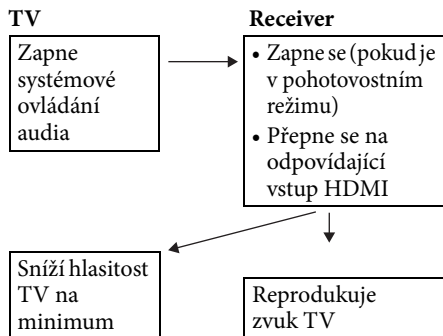 TV
Receiver
Zapne
systémové
ovládání
audia
• Zapne se (pokud je
v pohotovostním
režimu)
• Přepne se na
odpovídající
vstup HDMI
Sníží hlasitost
TV na
minimum
Reprodukuje
zvuk TV